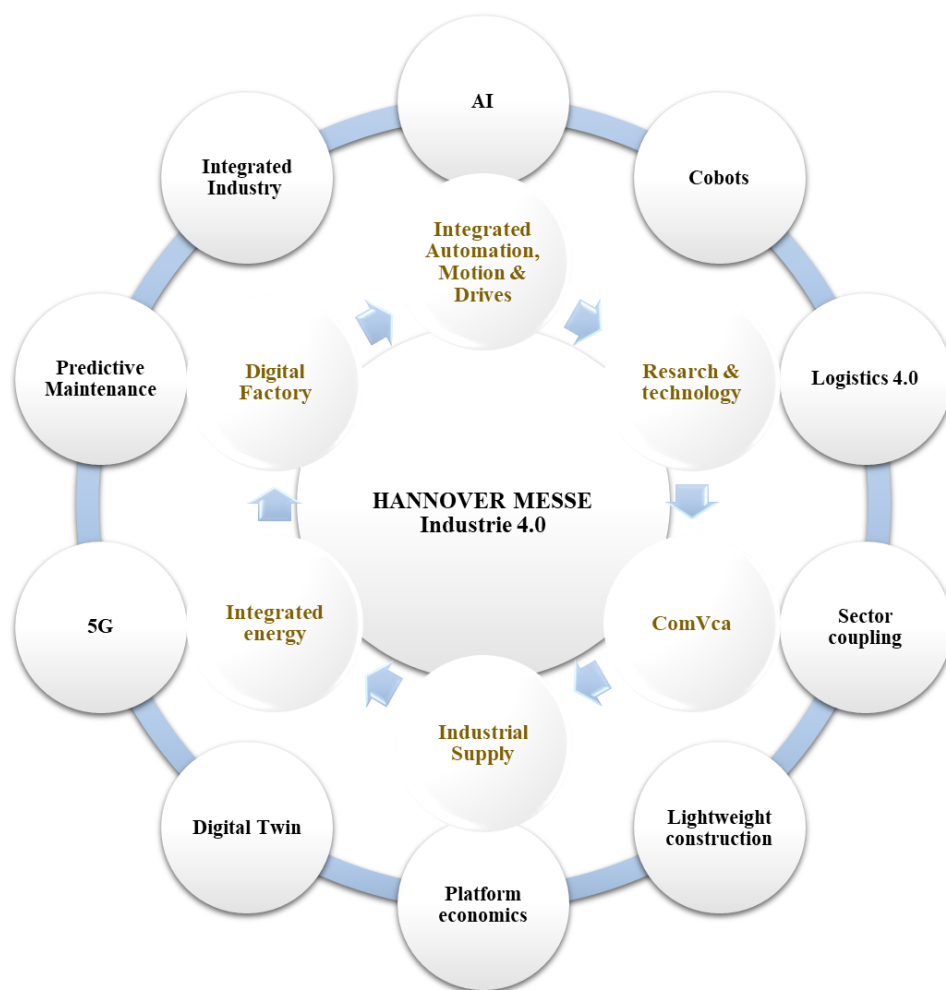 AI
Integrated
Industry
Cobots
Integrated
Automation,
Motion &
Drives
Predictive
Maintenance
Digital
Factory
Resarch &
technology
Logistics 4.0
HANNOVER MESSE
Industrie 4.0
5G
Integrated
energy
ComVca
Sector
coupling
Industrial
Supply
Digital Twin
Lightweight
construction
Platform
economics